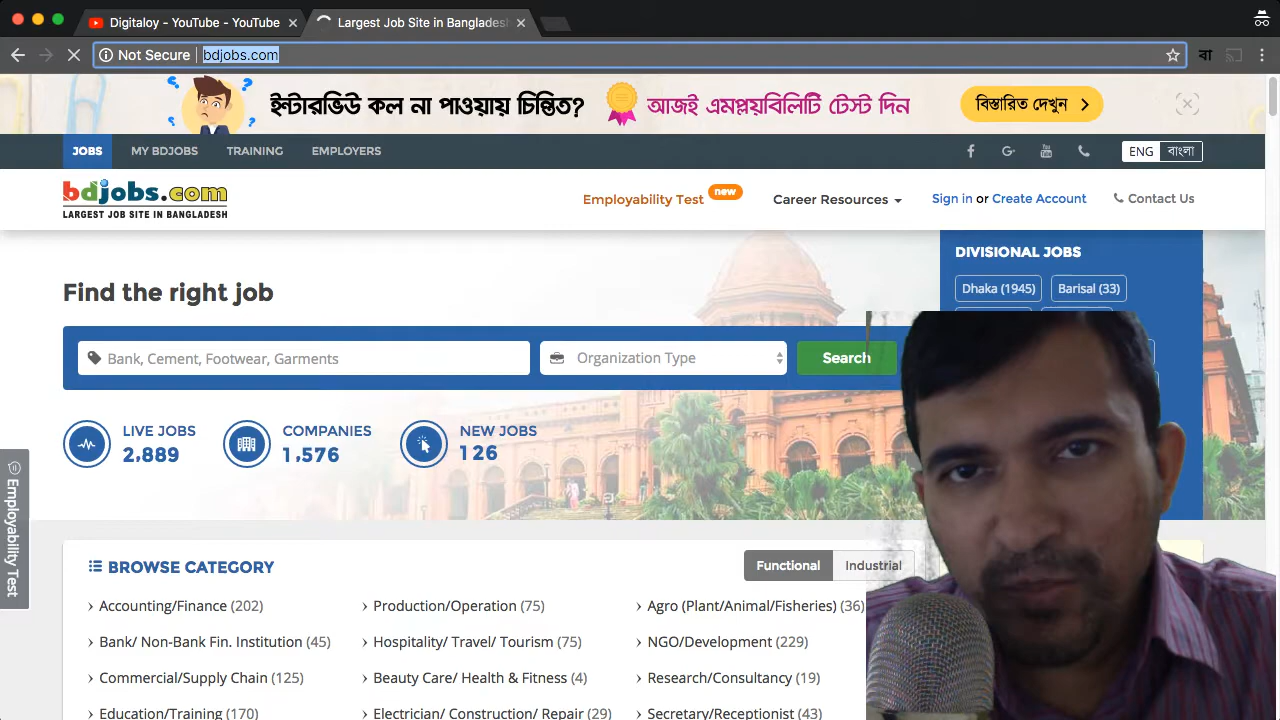 Digitaloy - YouTube - YouTube
Largest Job Site in Bangladesh
Not Secure | bdjobs.com
বা
ইন্টারভিউ কল না পাওয়ায় চিন্তিত? আজই এমপ্লয়বিলিটি টেস্ট দিন বিস্তারিত দেখুন
JOBS MY BDJOBS TRAINING EMPLOYERS ENG বাংলা
bdjobs.com
LARGEST JOB SITE IN BANGLADESH
Employability Test new Career Resources Sign in or Create Account Contact Us
DIVISIONAL JOBS
Dhaka (1945) Barisal (33)
Find the right job
Bank, Cement, Footwear, Garments Organization Type Search
LIVE JOBS COMPANIES NEW JOBS
2,889 1,576 126
Employability Test
BROWSE CATEGORY Functional Industrial
Accounting/Finance (202) Production/Operation (75) Agro (Plant/Animal/Fisheries) (36)
Bank/ Non-Bank Fin. Institution (45) Hospitality/ Travel/ Tourism (75) NGO/Development (229)
Commercial/Supply Chain (125) Beauty Care/ Health & Fitness (4) Research/Consultancy (19)
Education/Training (170) Electrician/ Construction/ Repair (29) Secretary/Receptionist (43)